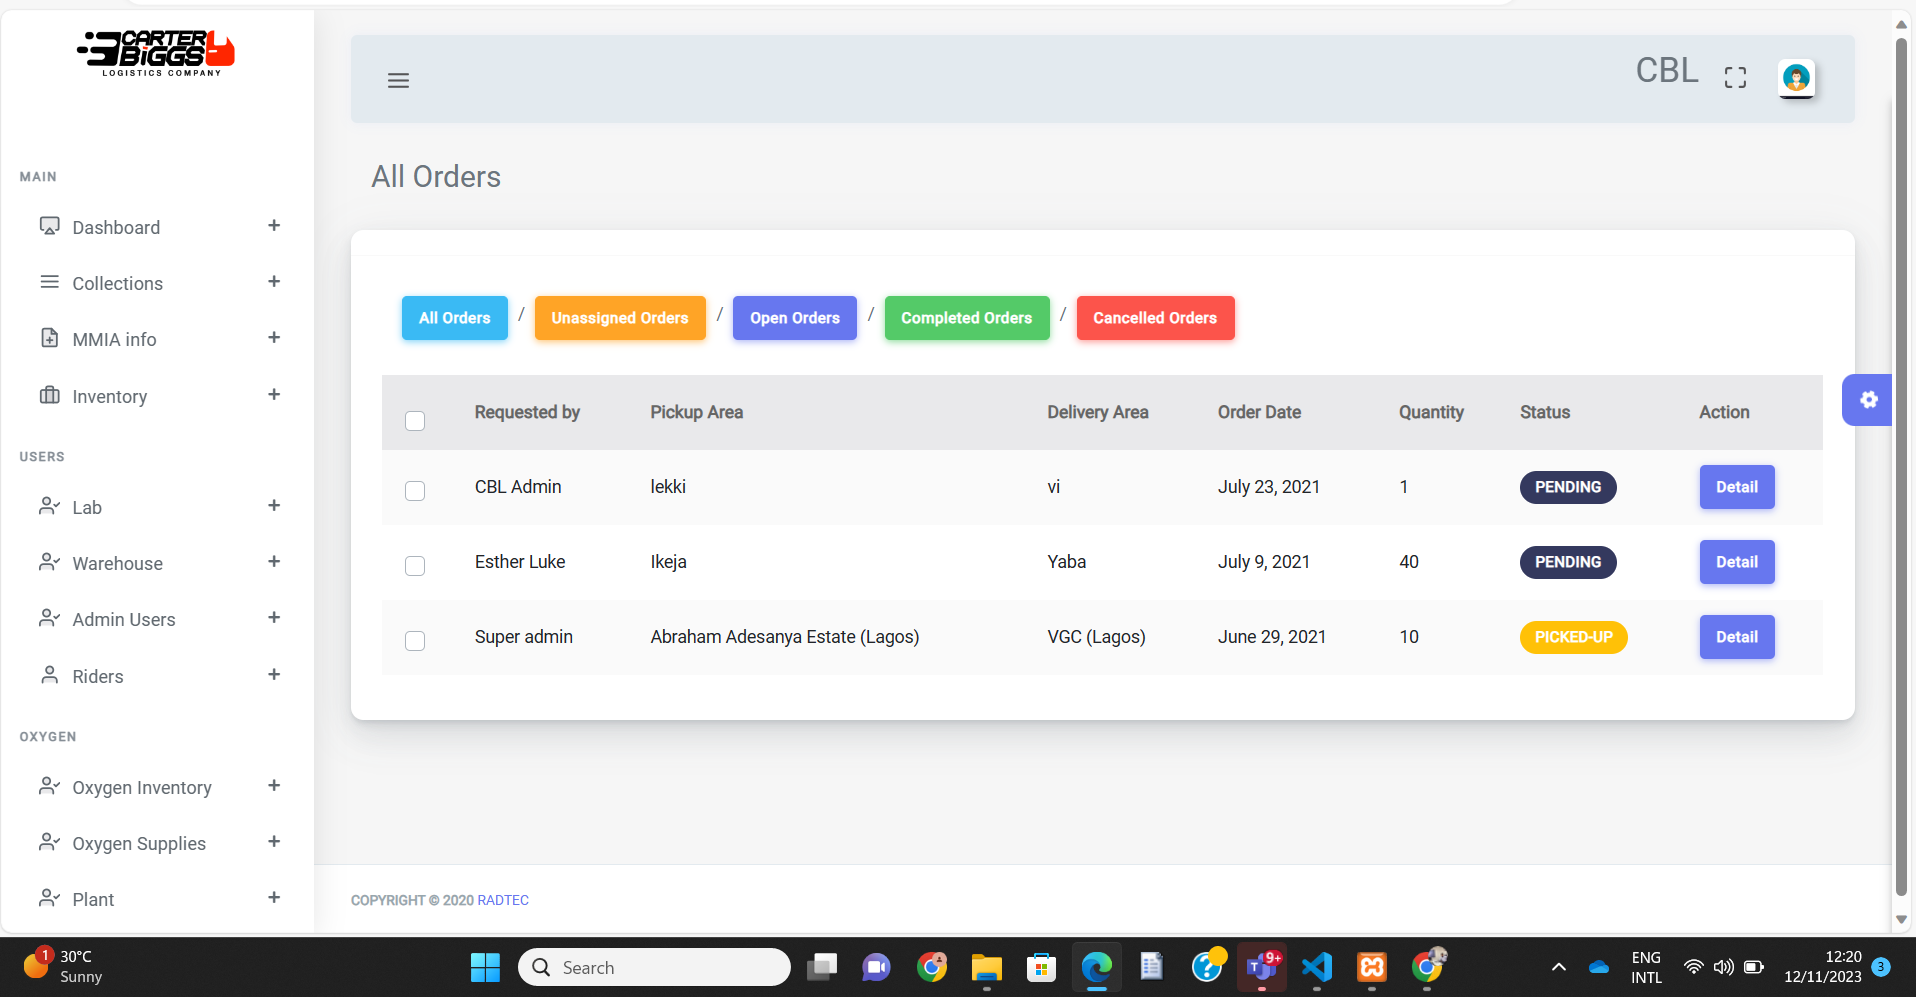 CARTER
BIGGS
LOGISTICS COMPANY
MAIN
Dashboard +
Collections +
MMIA info +
Inventory +
USERS
Lab +
Warehouse +
Admin Users +
Riders +
OXYGEN
Oxygen Inventory +
Oxygen Supplies +
Plant +
CBL
All Orders
All Orders / Unassigned Orders / Open Orders / Completed Orders / Cancelled Orders
Requested by Pickup Area Delivery Area Order Date Quantity Status Action
CBL Admin lekki vi July 23, 2021 1 PENDING Detail
Esther Luke Ikeja Yaba July 9, 2021 40 PENDING Detail
Super admin Abraham Adesanya Estate (Lagos) VGC (Lagos) June 29, 2021 10 PICKED-UP Detail
COPYRIGHT © 2020 RADTEC
1
30°C
Sunny
Search
T
9+
ENG
INTL
12:20
12/11/2023
3